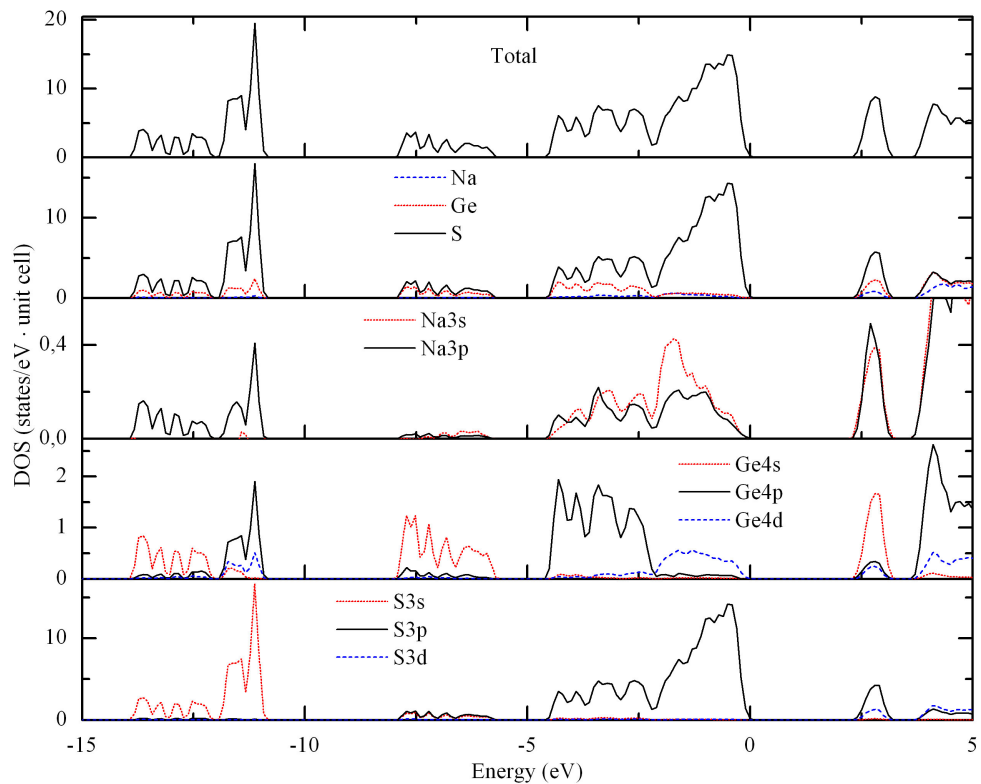 20
Total
10
0
Na
Ge
S
10
0
Na3s
Na3p
0,4
0,0
Ge4s
Ge4p
Ge4d
2
1
0
S3s
S3p
S3d
10
0
-15 -10 -5 0 5
Energy (eV)
DOS (states/eV · unit cell)